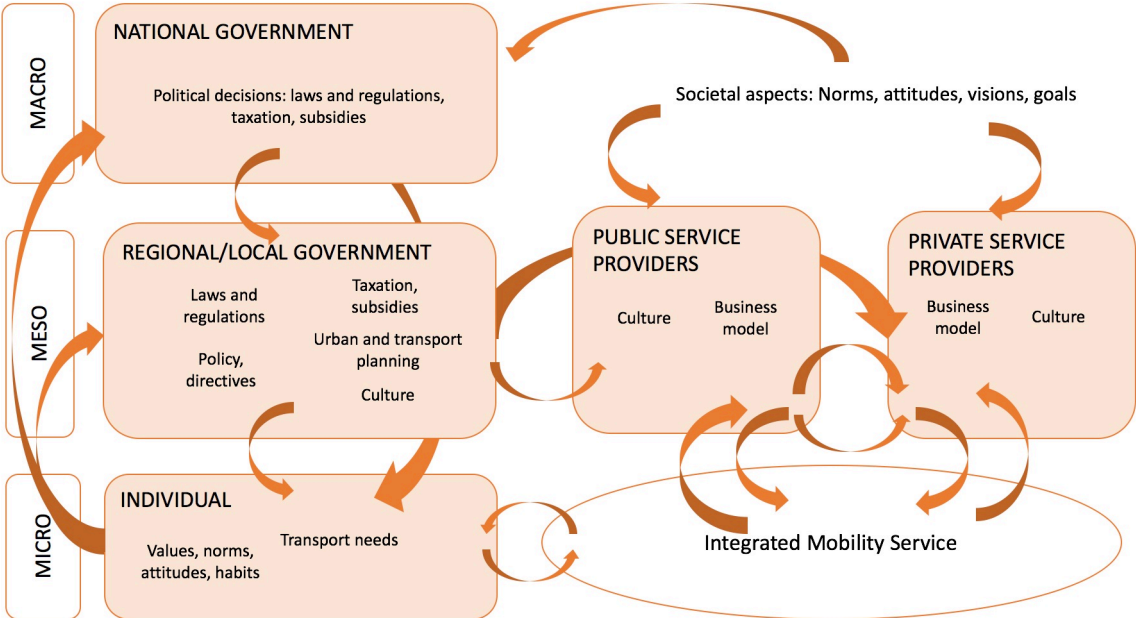 MACRO
NATIONAL GOVERNMENT
Political decisions: laws and regulations,
taxation, subsidies
Societal aspects: Norms, attitudes, visions, goals
MESO
REGIONAL/LOCAL GOVERNMENT
Laws and
regulations
Taxation,
subsidies
Urban and transport
planning
Policy,
directives
Culture
PUBLIC SERVICE
PROVIDERS
Culture
Business
model
PRIVATE SERVICE
PROVIDERS
Business
model
Culture
MICRO
INDIVIDUAL
Values, norms,
attitudes, habits
Transport needs
Integrated Mobility Service